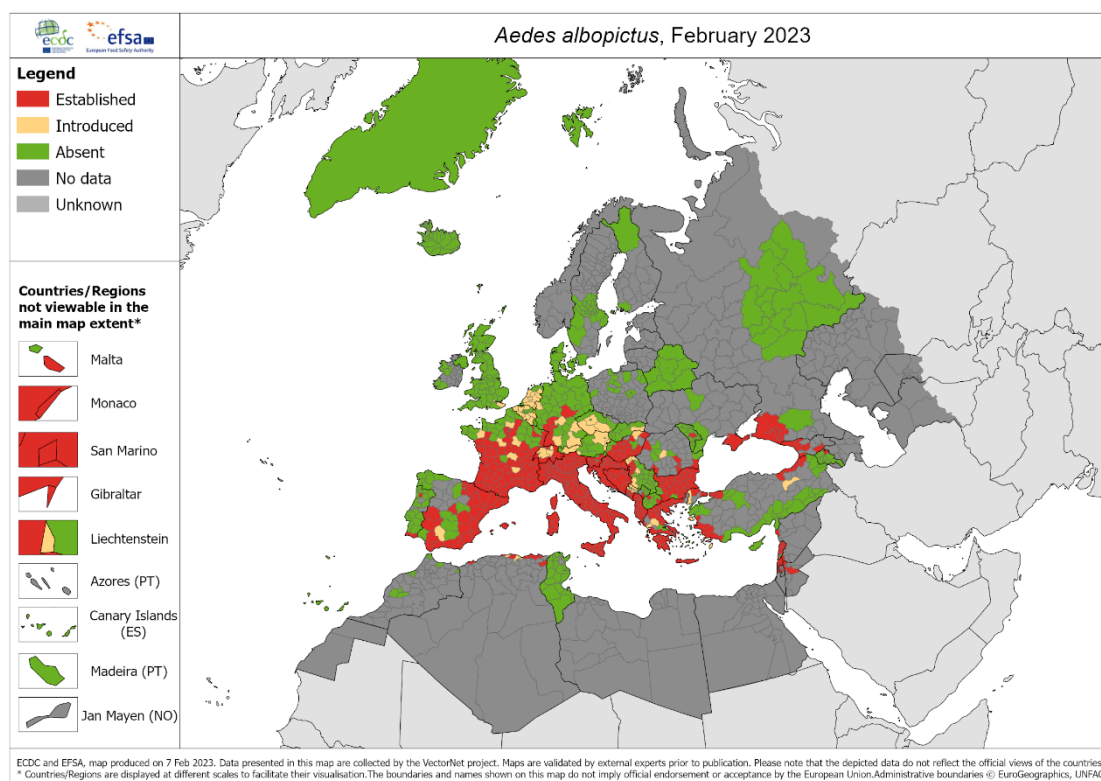 ecdc
efsa
European Food Safety Authority
Aedes albopictus, February 2023
Legend
Established
Introduced
Absent
No data
Unknown
Countries/Regions
not viewable in the
main map extent*
Malta
Monaco
San Marino
Gibraltar
Liechtenstein
Azores (PT)
Canary Islands
(ES)
Madeira (PT)
Jan Mayen (NO)
ECDC and EFSA, map produced on 7 Feb 2023. Data presented in this map are collected by the VectorNet project. Maps are validated by external experts prior to publication. Please note that the depicted data do not reflect the official views of the countries.
* Countries/Regions are displayed at different scales to facilitate their visualisation.The boundaries and names shown on this map do not imply official endorsement or acceptance by the European Union.Administrative boundaries © EuroGeographics, UNFAO